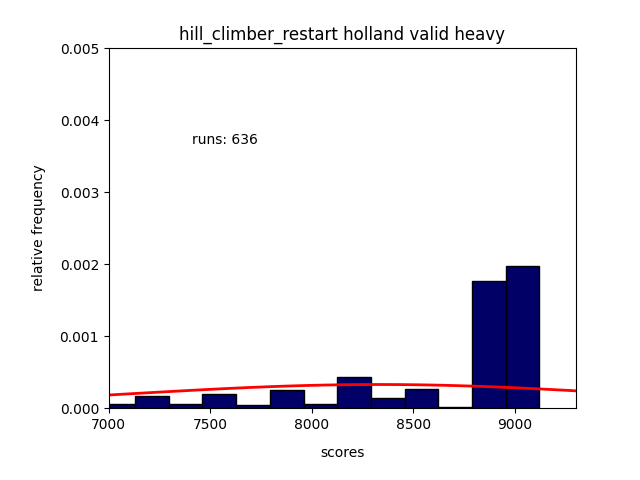 hill_climber_restart holland valid heavy
0.005
0.004
runs: 636
0.003
relative frequency
0.002
0.001
0.000
7000 7500 8000 8500 9000
scores